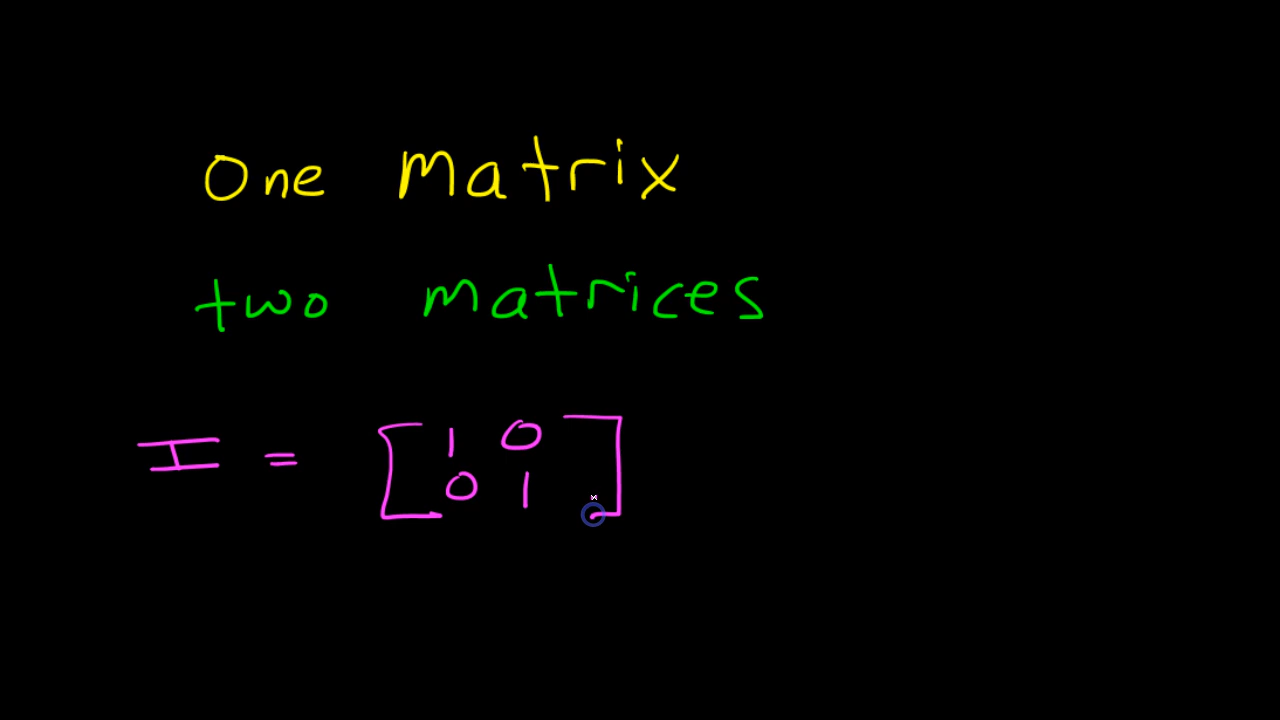 One Matrix
two matrices
I = [1 0
0 1]